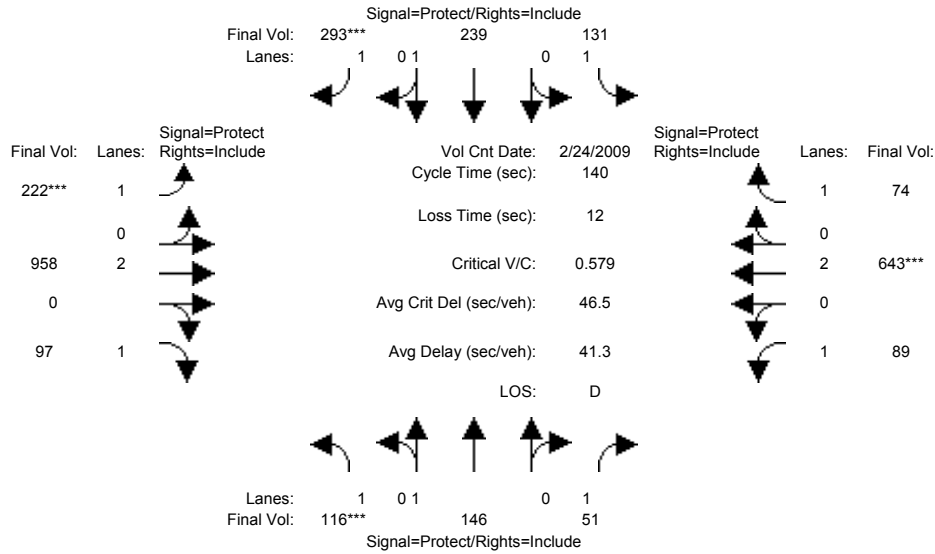 Signal=Protect/Rights=Include
Final Vol: 293*** 239 131
Lanes: 1 0 1 0 1
Signal=Protect Signal=Protect
Final Vol: Lanes: Rights=Include Vol Cnt Date: 2/24/2009 Rights=Include Lanes: Final Vol:
Cycle Time (sec): 140
222*** 1 1 74
Loss Time (sec): 12
0 0
958 2 Critical V/C: 0.579 2 643***
0 0 Avg Crit Del (sec/veh): 46.5 0
97 1 Avg Delay (sec/veh): 41.3 1 89
LOS: D
Lanes: 1 0 1 0 1
Final Vol: 116*** 146 51
Signal=Protect/Rights=Include